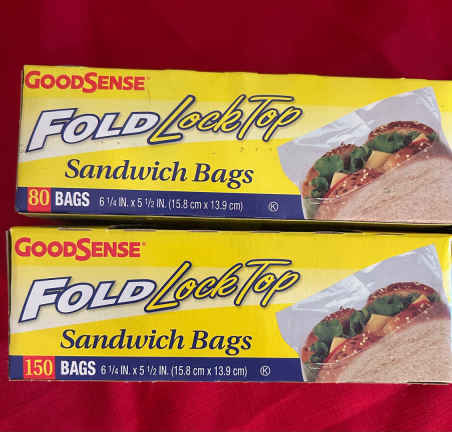 GOODSENSE®
FOLD LockTop
Sandwich Bags
80 BAGS 6 1/4 IN. x 5 1/2 IN. (15.8 cm x 13.9 cm) K
GOODSENSE®
FOLD LockTop
Sandwich Bags
150 BAGS 6 1/4 IN. x 5 1/2 IN. (15.8 cm x 13.9 cm) K